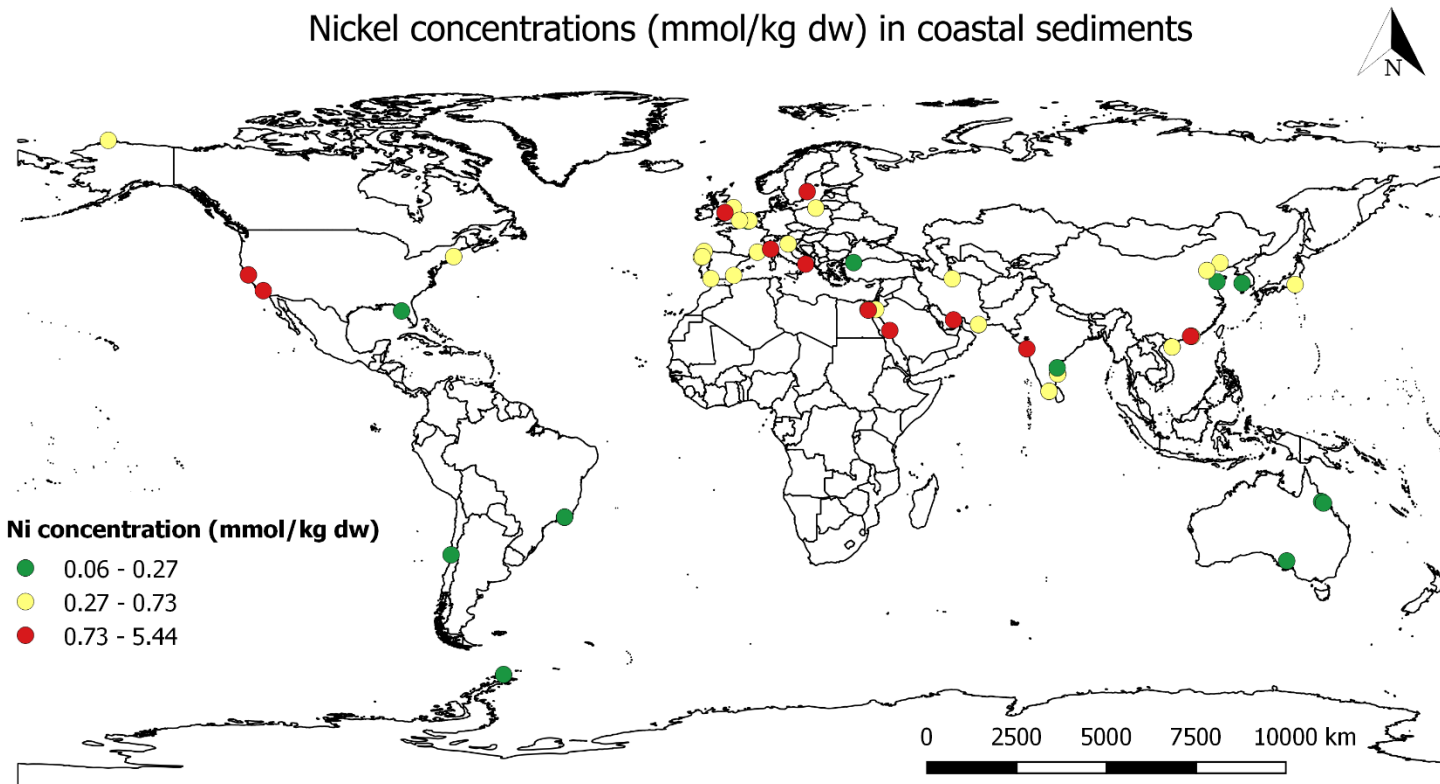 Nickel concentrations (mmol/kg dw) in coastal sediments
N
Ni concentration (mmol/kg dw)
0.06 - 0.27
0.27 - 0.73
0.73 - 5.44
0 2500 5000 7500 10000 km